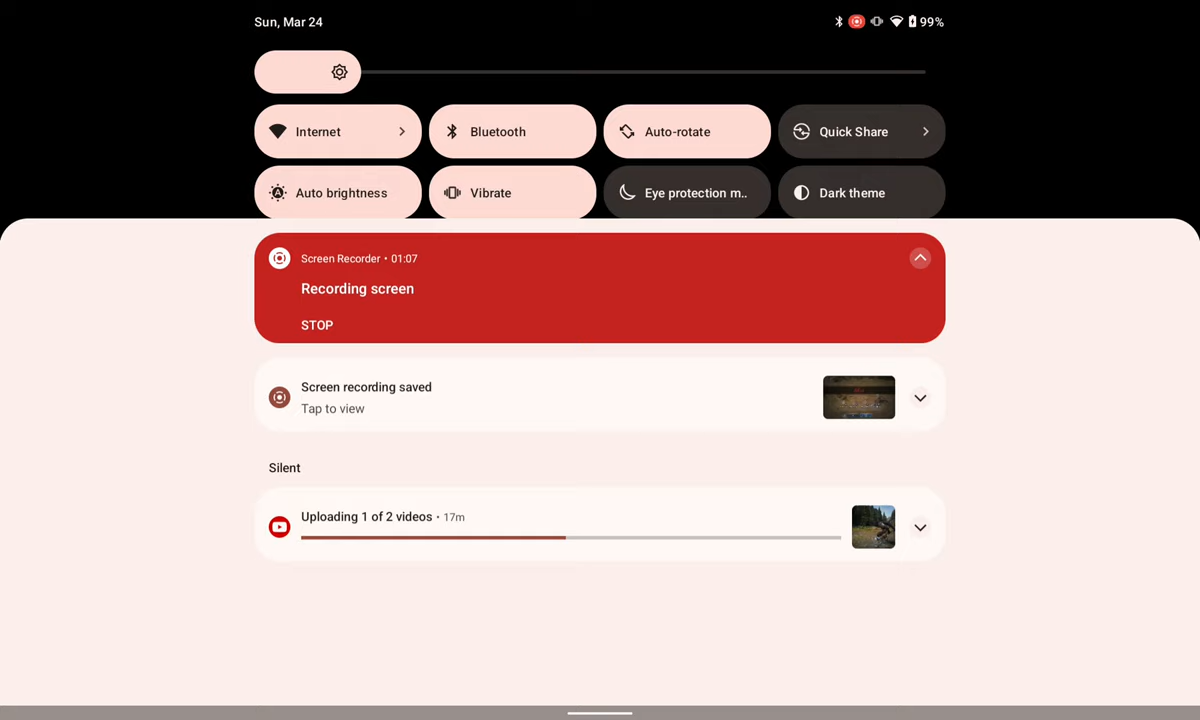 Sun, Mar 24 99%
Internet Bluetooth Auto-rotate Quick Share
Auto brightness Vibrate Eye protection m.. Dark theme
Screen Recorder • 01:07
Recording screen
STOP
Screen recording saved
Tap to view
Silent
Uploading 1 of 2 videos • 17m